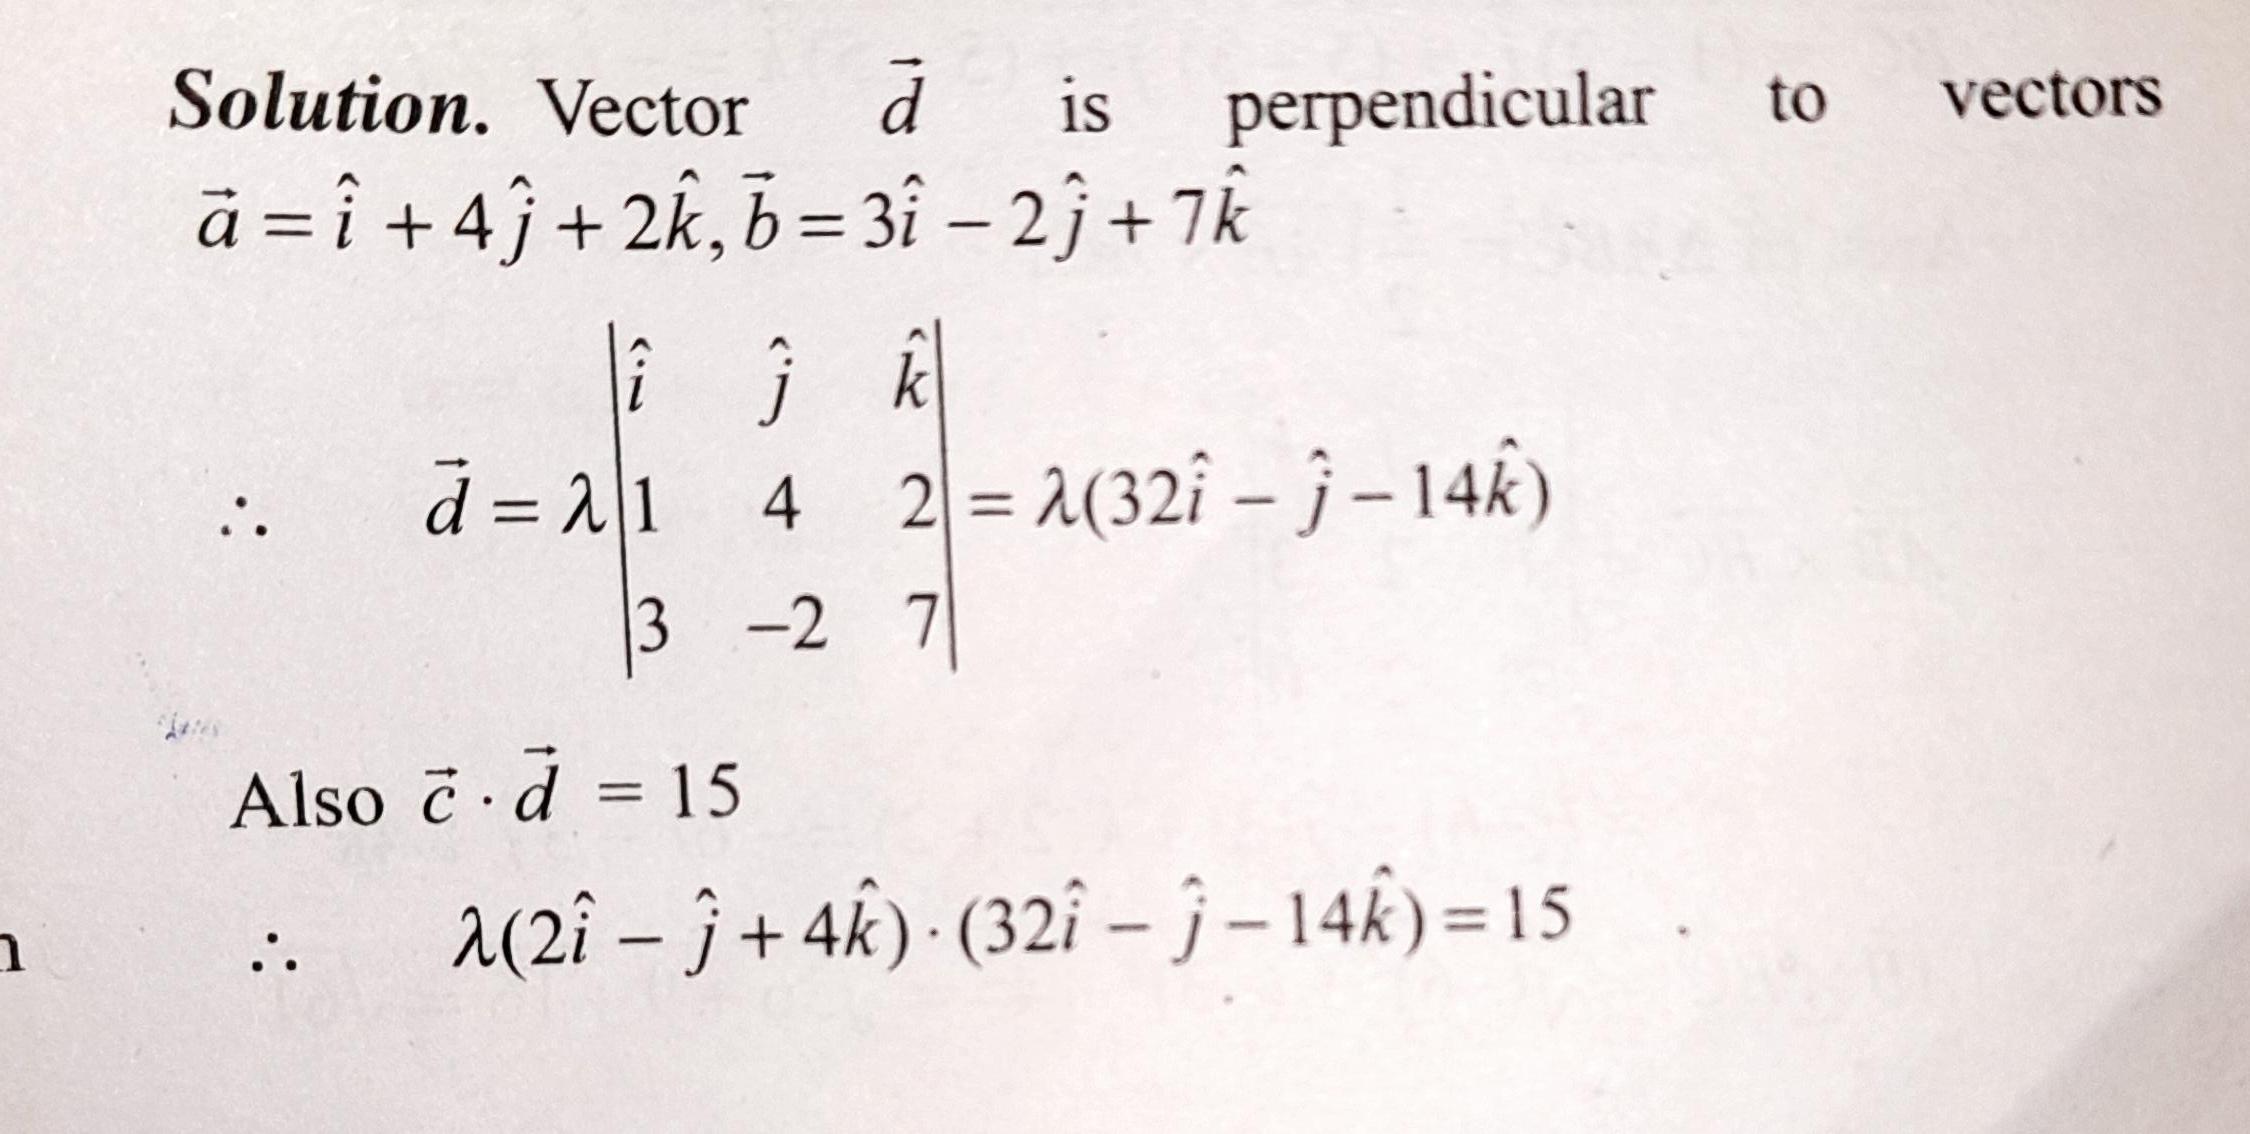 Solution. Vector $\vec{d}$ is perpendicular to vectors
$\vec{a} = \hat{i} + 4\hat{j} + 2\hat{k}, \vec{b} = 3\hat{i} - 2\hat{j} + 7\hat{k}$
$\therefore \quad \vec{d} = \lambda \begin{vmatrix} \hat{i} & \hat{j} & \hat{k} \\ 1 & 4 & 2 \\ 3 & -2 & 7 \end{vmatrix} = \lambda(32\hat{i} - \hat{j} - 14\hat{k})$
Also $\vec{c} \cdot \vec{d} = 15$
$\therefore \quad \lambda(2\hat{i} - \hat{j} + 4\hat{k}) \cdot (32\hat{i} - \hat{j} - 14\hat{k}) = 15$